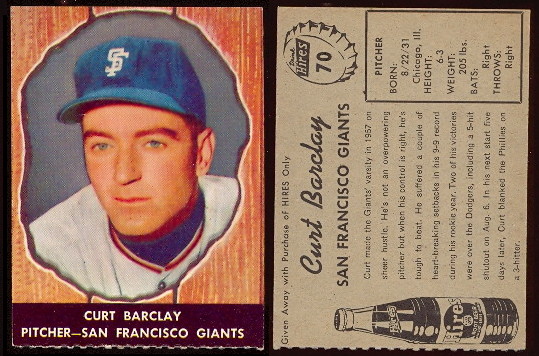 SF
CURT BARCLAY
PITCHER—SAN FRANCISCO GIANTS
Drink
Hires
70
PITCHER
BORN:
8/22/31
Chicago, Ill.
HEIGHT:
6-3
WEIGHT:
205 lbs.
BATS: Right
THROWS:
Right
Given Away with Purchase of HIRES Only
Curt Barclay
SAN FRANCISCO GIANTS
Curt made the Giants' varsity in 1957 on
sheer hustle. He's not an overpowering
pitcher but when his control is right, he's
tough to beat. He suffered a couple of
heart-breaking setbacks in his 9-9 record
during his rookie year. Two of his victories
were over the Dodgers, including a 5-hit
shutout on Aug. 6. In his next start five
days later, Curt blanked the Phillies on
a 3-hitter.
Hires